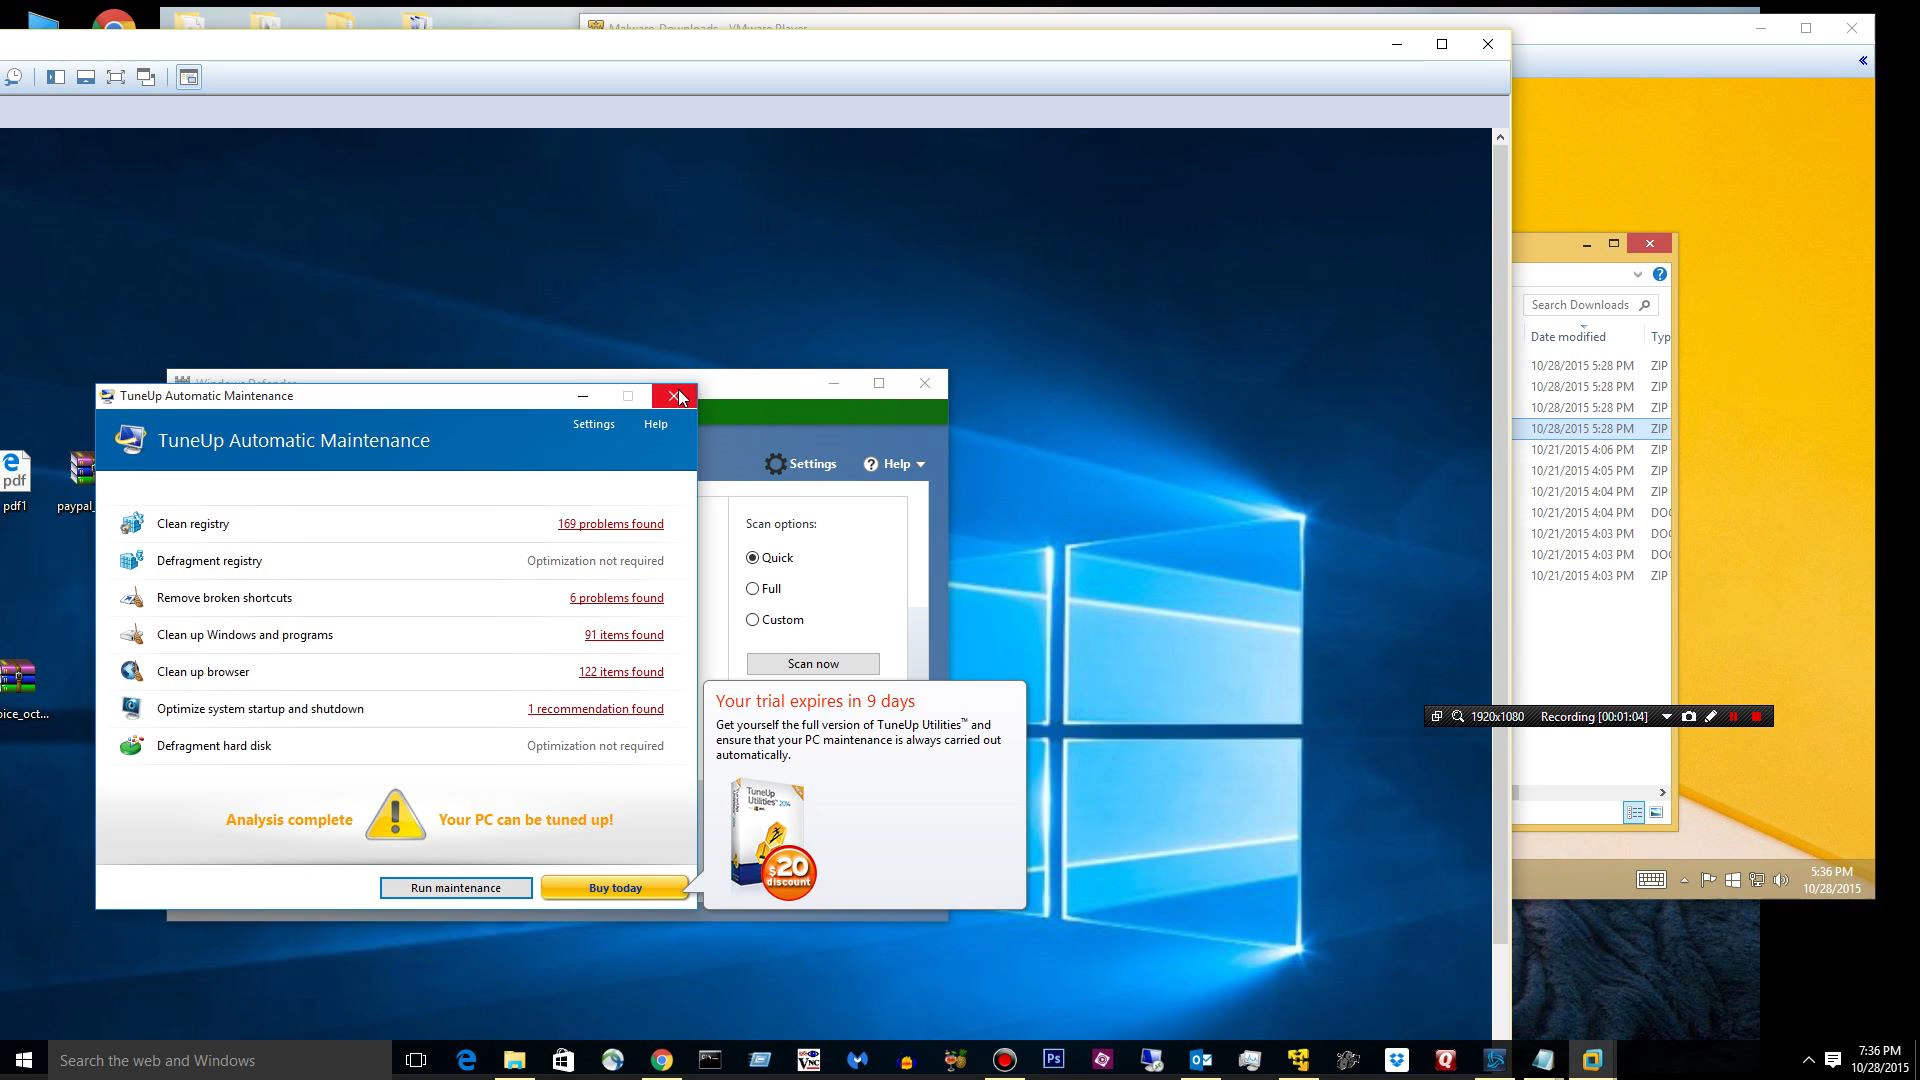 Malware-Downloads - VMware Player
Windows Defender
TuneUp Automatic Maintenance
Settings
Help
TuneUp Automatic Maintenance
Settings
Help
Clean registry
169 problems found
Defragment registry
Optimization not required
Remove broken shortcuts
6 problems found
Clean up Windows and programs
91 items found
Clean up browser
122 items found
Optimize system startup and shutdown
1 recommendation found
Defragment hard disk
Optimization not required
Analysis complete
Your PC can be tuned up!
Run maintenance
Buy today
Scan options:
Quick
Full
Custom
Scan now
Your trial expires in 9 days
Get yourself the full version of TuneUp Utilities™ and
ensure that your PC maintenance is always carried out
automatically.
TuneUp
Utilities™ 2014
$20
discount
pdf
pdf1
paypal_
oice_oct...
Search Downloads
Date modified
Typ
10/28/2015 5:28 PM ZIP
10/28/2015 5:28 PM ZIP
10/28/2015 5:28 PM ZIP
10/28/2015 5:28 PM ZIP
10/21/2015 4:06 PM ZIP
10/21/2015 4:05 PM ZIP
10/21/2015 4:04 PM ZIP
10/21/2015 4:04 PM DOC
10/21/2015 4:03 PM DOC
10/21/2015 4:03 PM DOC
10/21/2015 4:03 PM ZIP
1920x1080
Recording [00:01:04]
5:36 PM
10/28/2015
Search the web and Windows
VNC
Ps
7:36 PM
10/28/2015